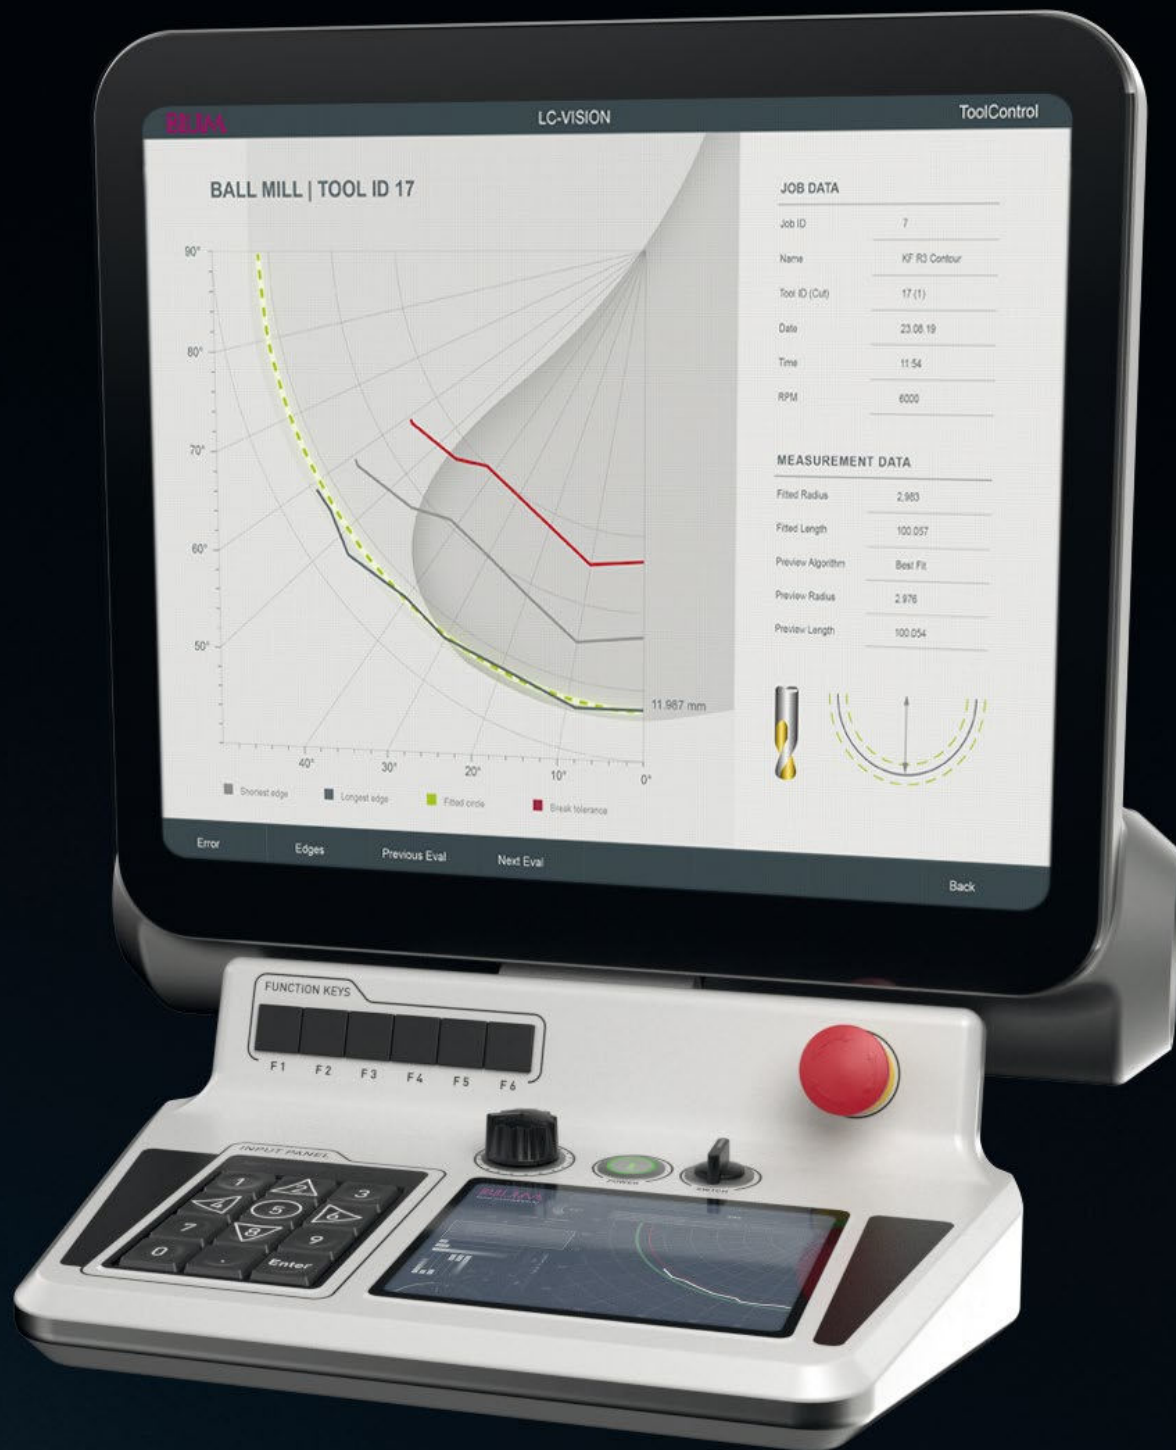 BLUM
LC-VISION
ToolControl
BALL MILL | TOOL ID 17
90°
80°
70°
60°
50°
40°
30°
20°
10°
0°
11.987 mm
Shortest edge
Longest edge
Fitted circle
Break tolerance
JOB DATA
Job ID 7
Name KF R3 Contour
Tool ID (Cut) 17 (1)
Date 23.08.19
Time 11:54
RPM 6000
MEASUREMENT DATA
Fitted Radius 2,983
Fitted Length 100.057
Preview Algorithm Best Fit
Preview Radius 2.976
Preview Length 100.054
Error
Edges
Previous Eval
Next Eval
Back
FUNCTION KEYS
F1 F2 F3 F4 F5 F6
INPUT PANEL
1 2 3
4 5 6
7 8 9
0 . Enter
POWER
SWITCH
BLUM